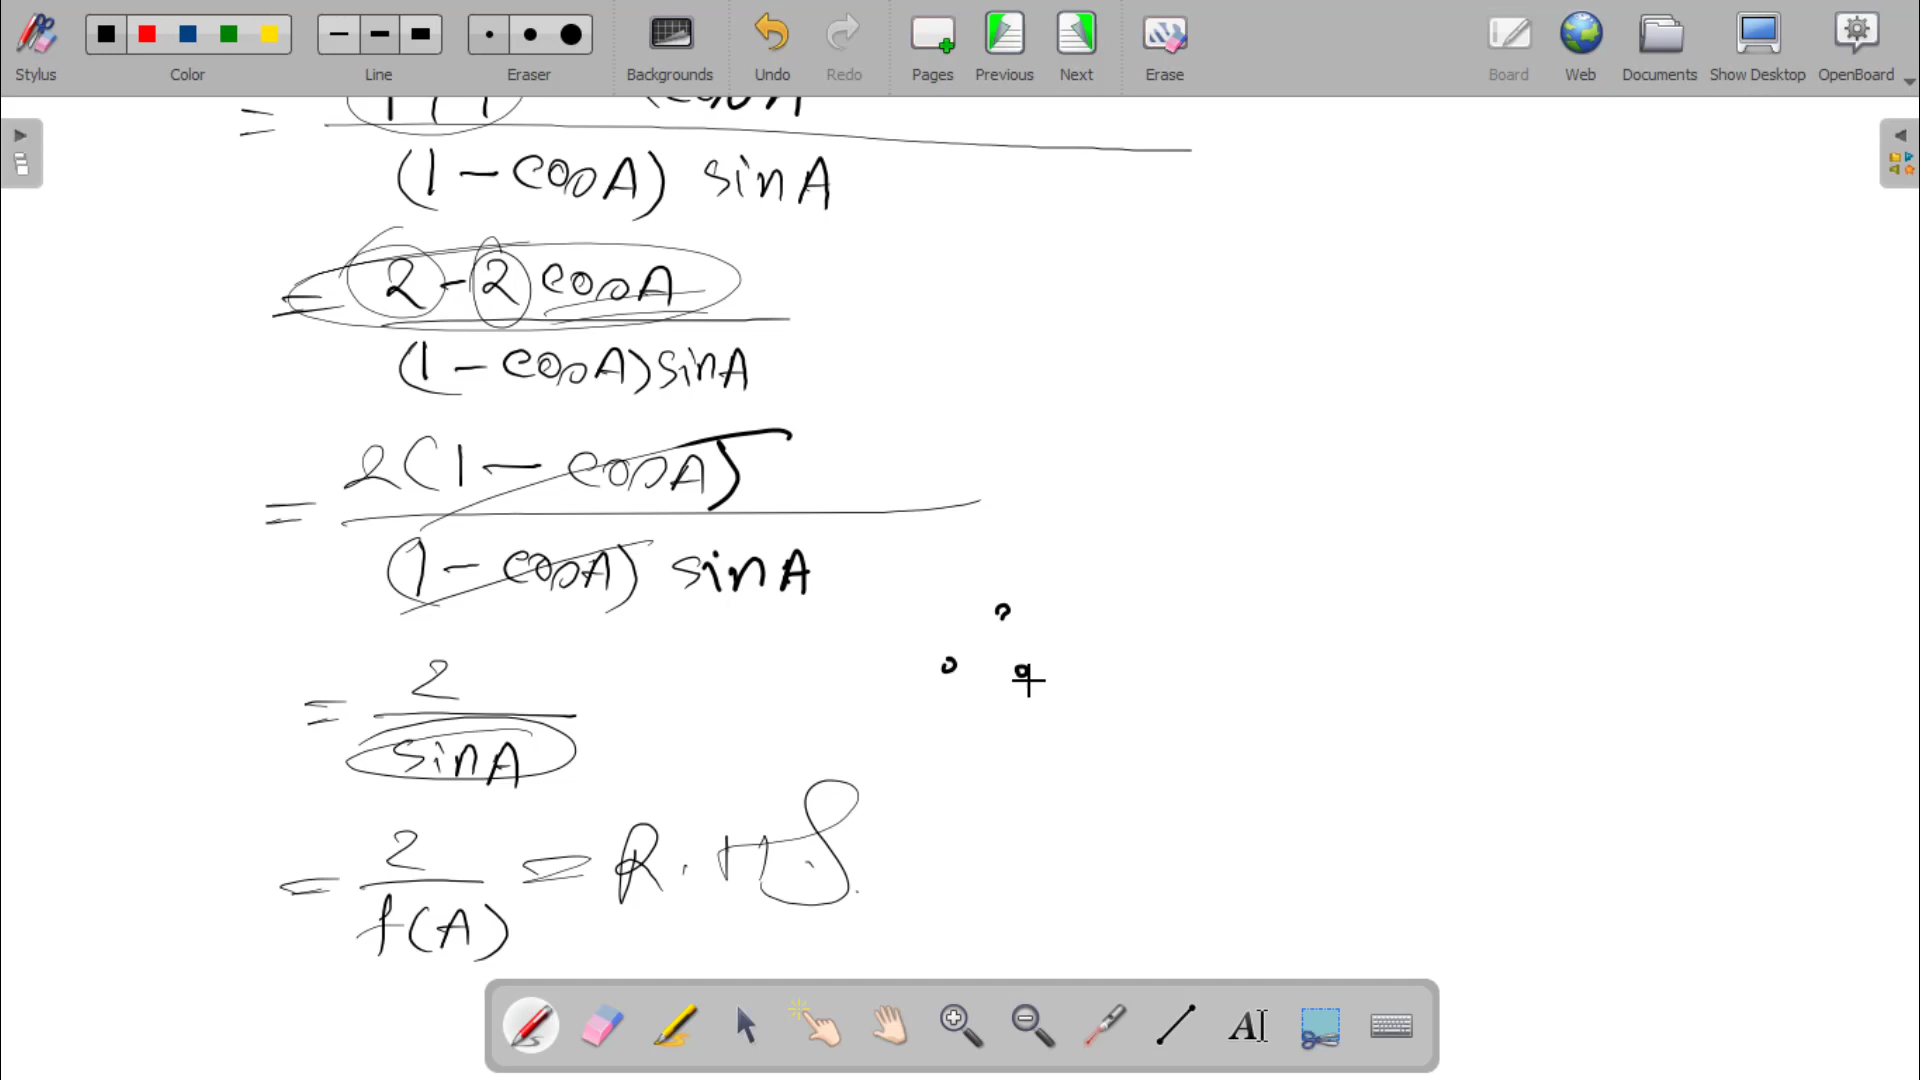 Stylus Color Line Eraser Backgrounds Undo Redo Pages Previous Next Erase Board Web Documents Show Desktop OpenBoard
=
(1 - cosA) sinA
= 2 - 2 cosA
(1 - cosA) sinA
= 2(1 - cosA)
(1 - cosA) sinA
= 2
sinA
= 2 = R.H.S.
f(A)